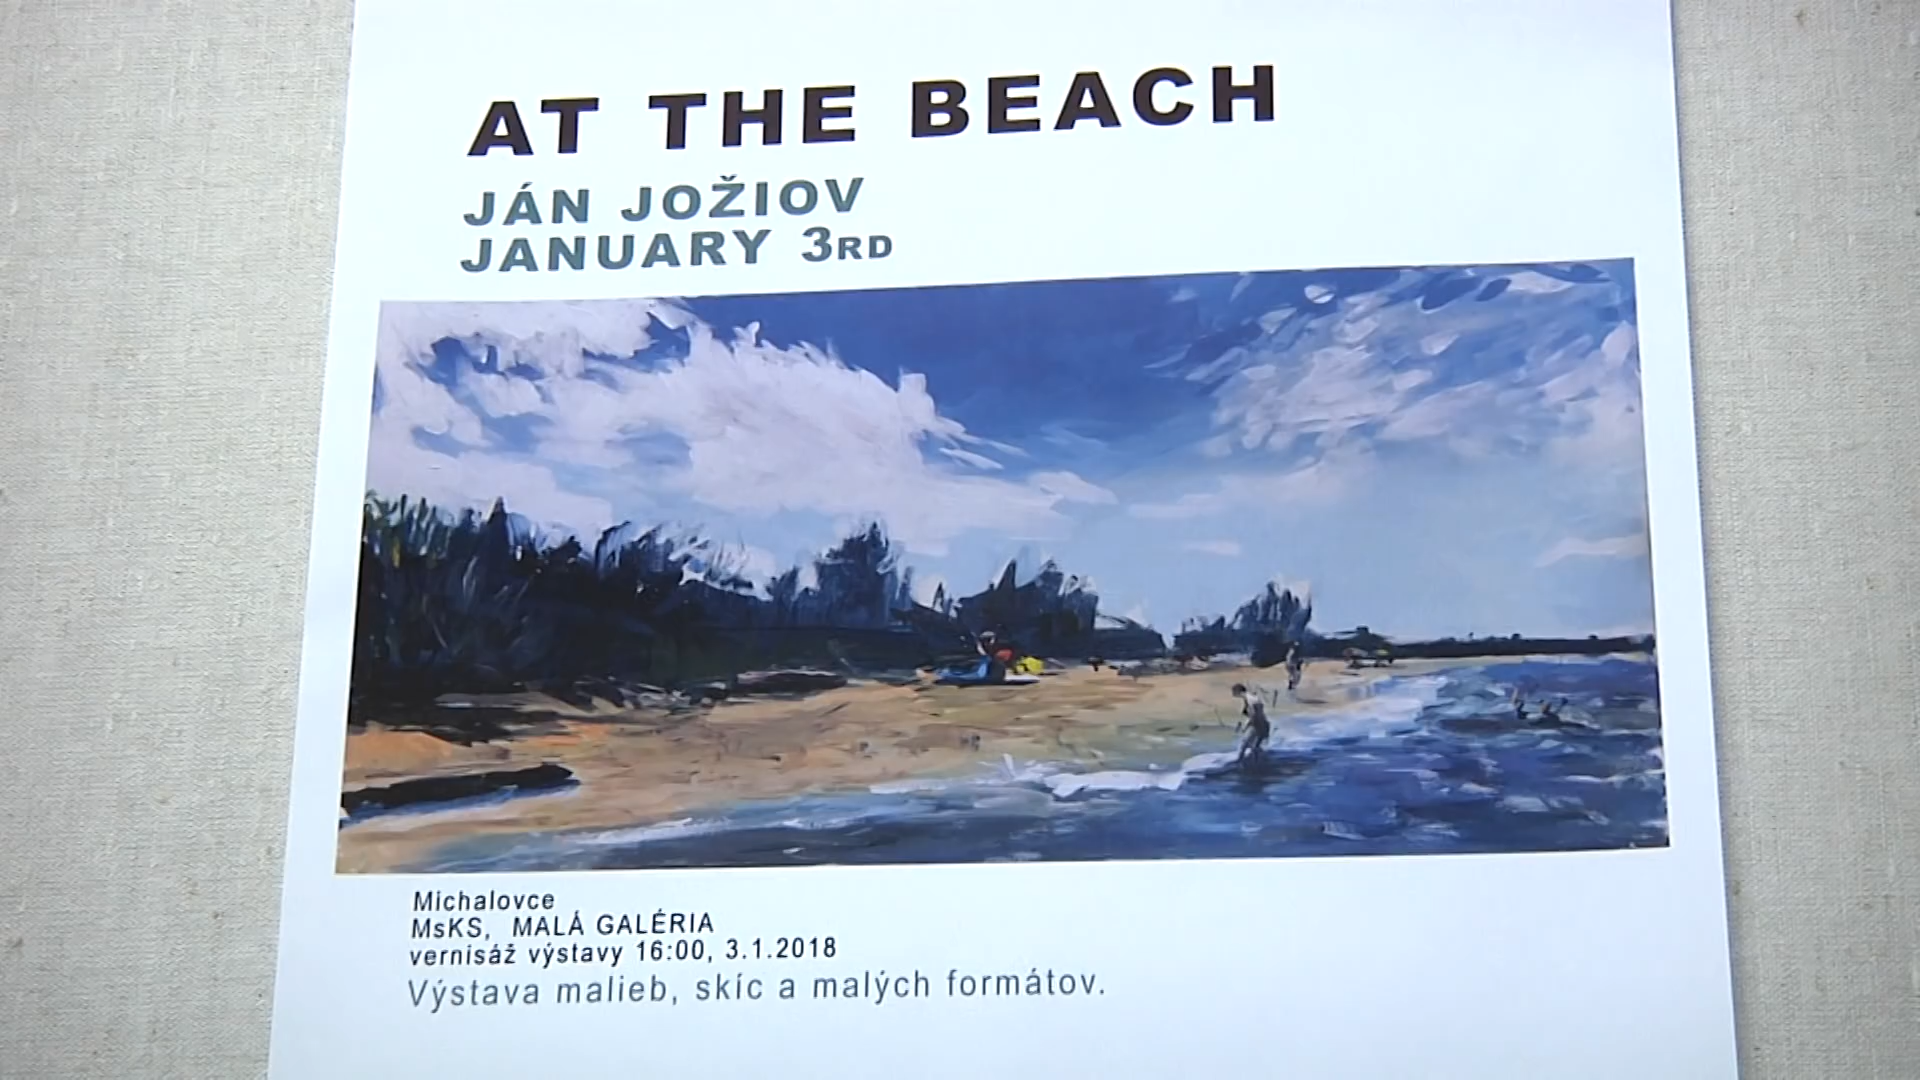 AT THE BEACH
JÁN JOŽIOV
JANUARY 3RD
Michalovce
MsKS, MALÁ GALÉRIA
vernisáž výstavy 16:00, 3.1.2018
Výstava malieb, skíc a malých formátov.